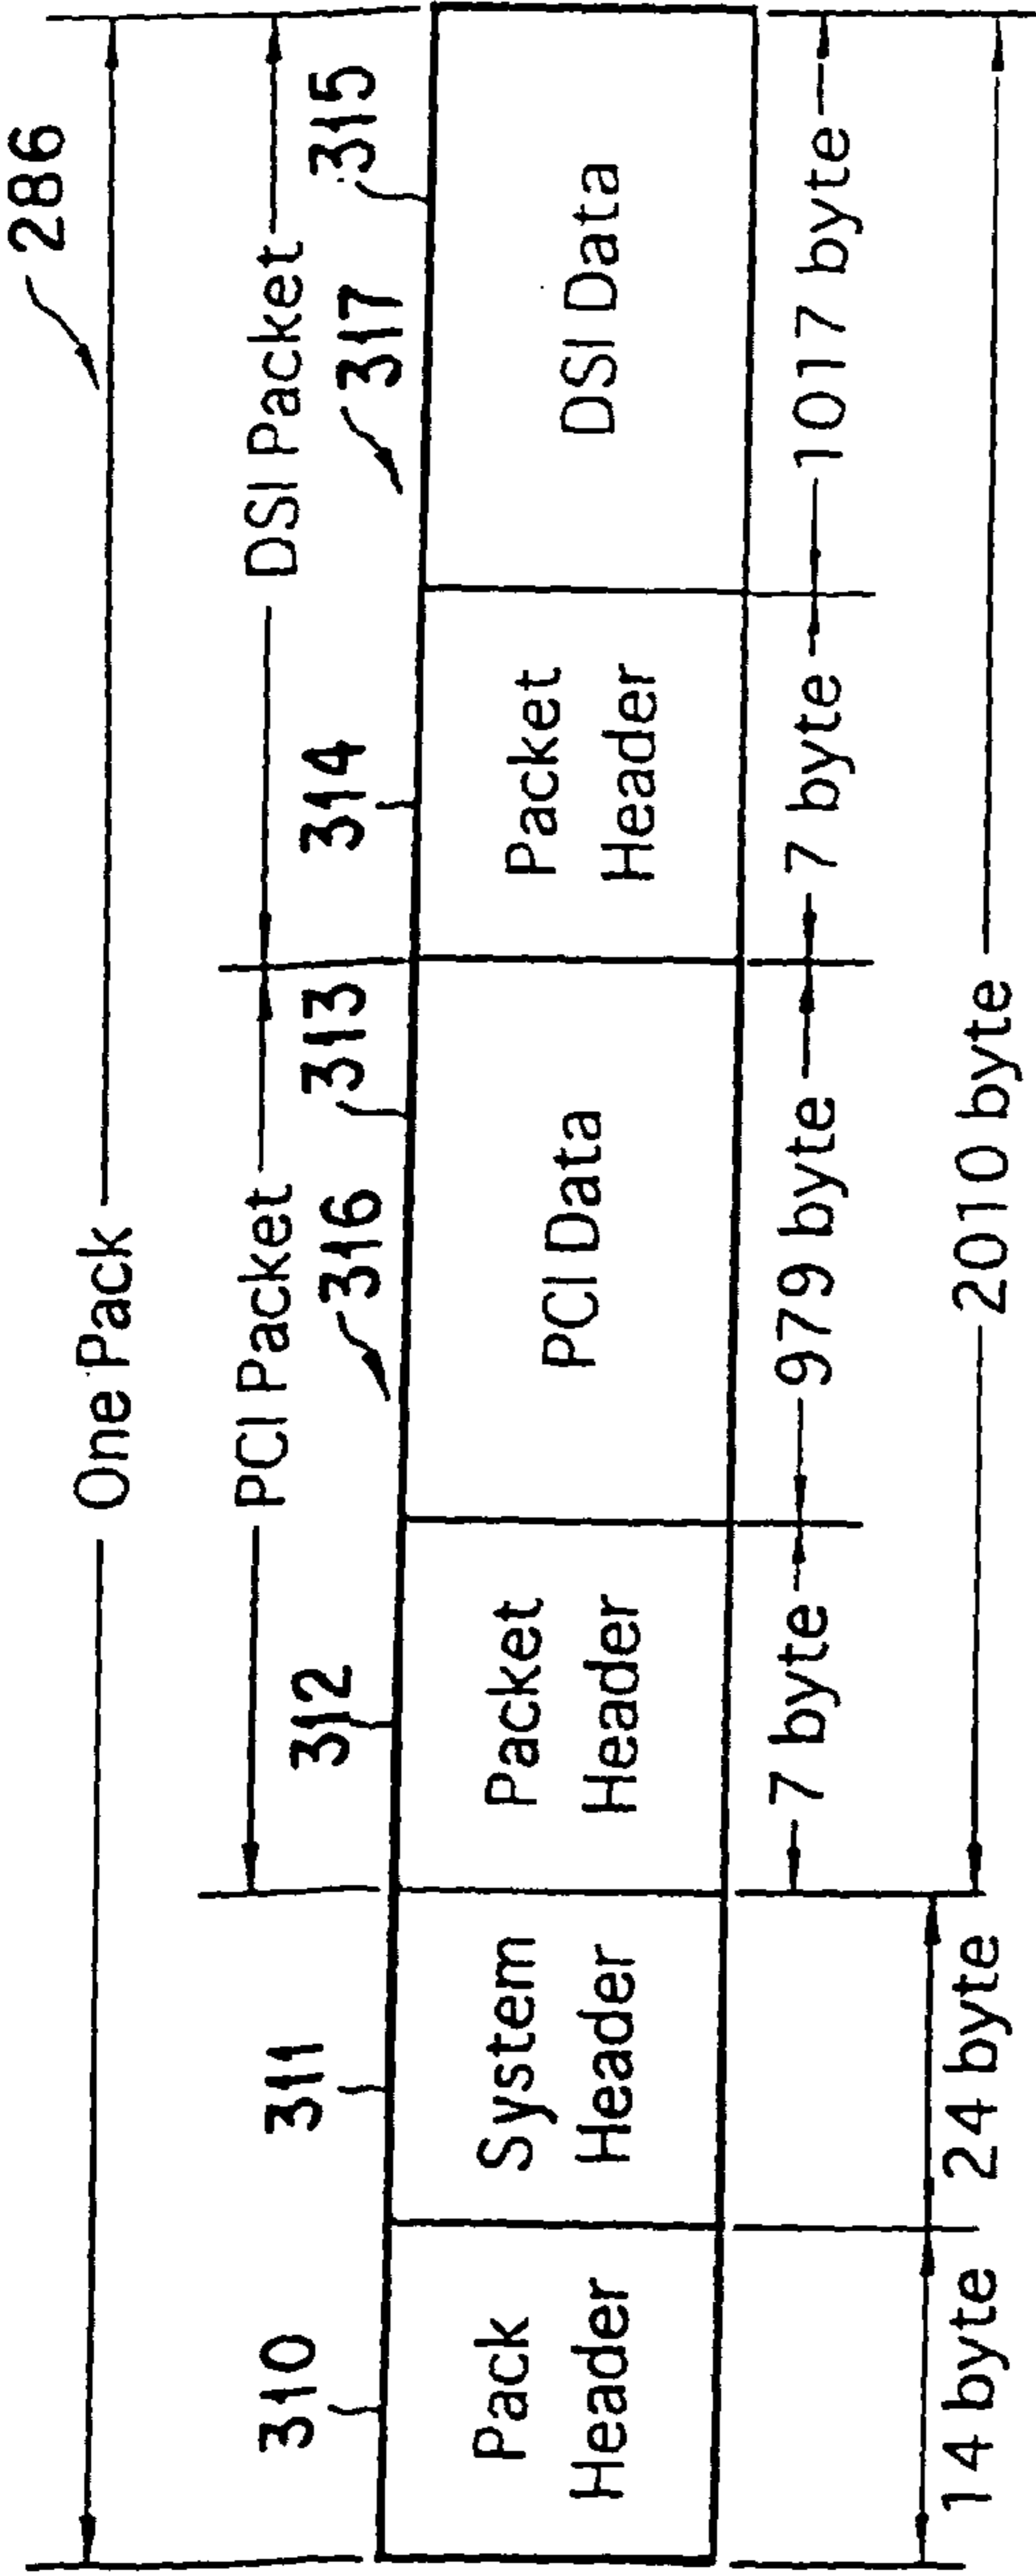 286
One Pack
PCI Packet
DSI Packet
310
311
312
316
313
314
317
315
Pack
Header
System
Header
Packet
Header
PCI Data
Packet
Header
DSI Data
7 byte
979 byte
7 byte
1017 byte
14 byte
24 byte
2010 byte